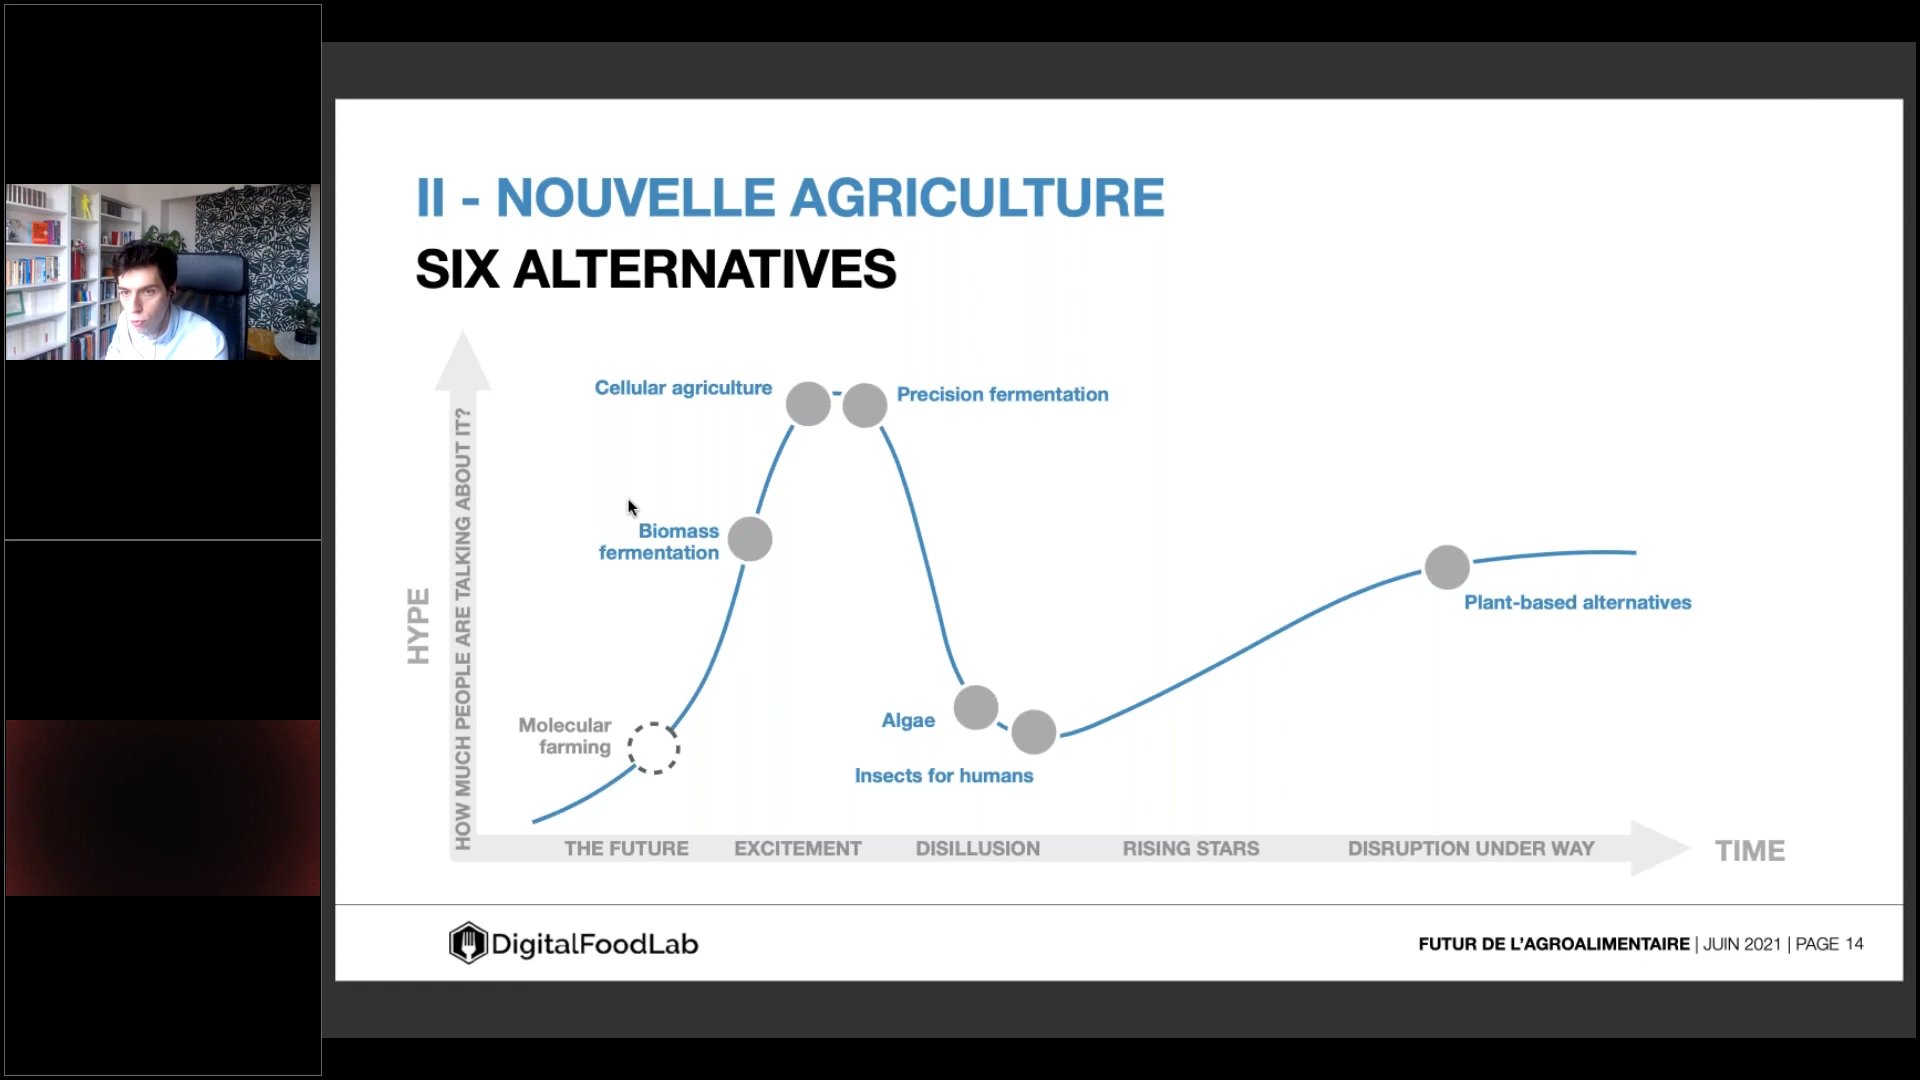 II - NOUVELLE AGRICULTURE
SIX ALTERNATIVES
Cellular agriculture
Precision fermentation
Biomass
fermentation
Plant-based alternatives
Molecular
farming
Algae
Insects for humans
HYPE
HOW MUCH PEOPLE ARE TALKING ABOUT IT?
THE FUTURE
EXCITEMENT
DISILLUSION
RISING STARS
DISRUPTION UNDER WAY
TIME
DigitalFoodLab
FUTUR DE L'AGROALIMENTAIRE | JUIN 2021 | PAGE 14